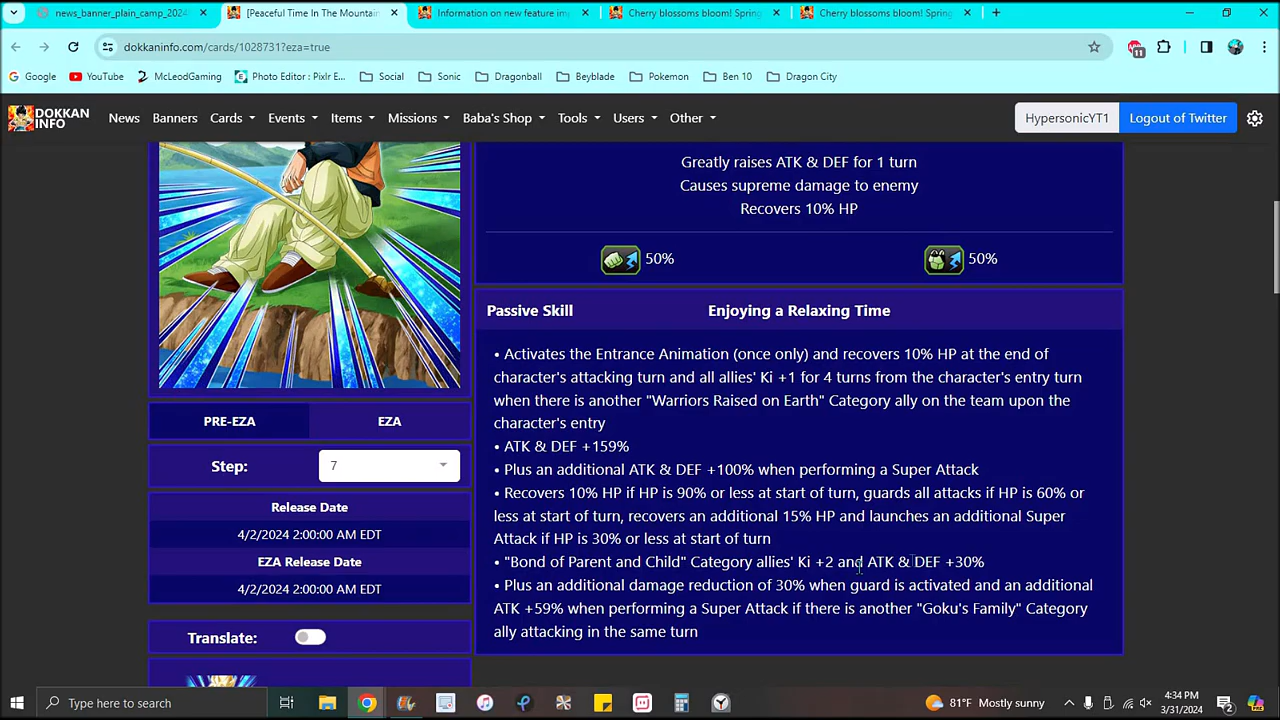 news_banner_plain_camp_2024
[Peaceful Time In The Mountain
Information on new feature im
Cherry blossoms bloom! Spring
Cherry blossoms bloom! Spring
dokkaninfo.com/cards/1028731?eza=true
11
Google
YouTube
McLeodGaming
Photo Editor : Pixlr E...
Social
Sonic
Dragonball
Beyblade
Pokemon
Ben 10
Dragon City
DOKKAN
INFO
News
Banners
Cards
Events
Items
Missions
Baba's Shop
Tools
Users
Other
HypersonicYT1
Logout of Twitter
Greatly raises ATK & DEF for 1 turn
Causes supreme damage to enemy
Recovers 10% HP
50%
50%
Passive Skill
Enjoying a Relaxing Time
• Activates the Entrance Animation (once only) and recovers 10% HP at the end of
character's attacking turn and all allies' Ki +1 for 4 turns from the character's entry turn
when there is another "Warriors Raised on Earth" Category ally on the team upon the
character's entry
• ATK & DEF +159%
• Plus an additional ATK & DEF +100% when performing a Super Attack
• Recovers 10% HP if HP is 90% or less at start of turn, guards all attacks if HP is 60% or
less at start of turn, recovers an additional 15% HP and launches an additional Super
Attack if HP is 30% or less at start of turn
• "Bond of Parent and Child" Category allies' Ki +2 and ATK & DEF +30%
• Plus an additional damage reduction of 30% when guard is activated and an additional
ATK +59% when performing a Super Attack if there is another "Goku's Family" Category
ally attacking in the same turn
PRE-EZA
EZA
Step:
7
Release Date
4/2/2024 2:00:00 AM EDT
EZA Release Date
4/2/2024 2:00:00 AM EDT
Translate:
Type here to search
81°F Mostly sunny
4:34 PM
3/31/2024
2